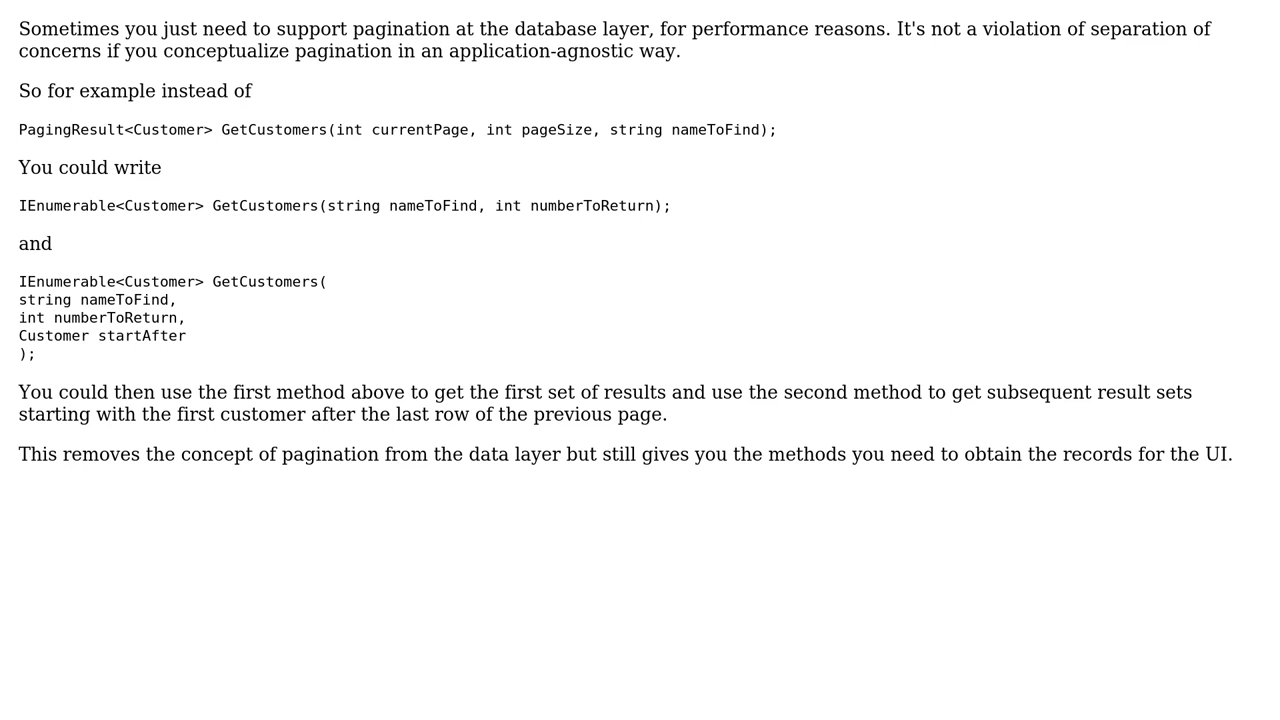 Sometimes you just need to support pagination at the database layer, for performance reasons. It's not a violation of separation of
concerns if you conceptualize pagination in an application-agnostic way.
So for example instead of
PagingResult<Customer> GetCustomers(int currentPage, int pageSize, string nameToFind);
You could write
IEnumerable<Customer> GetCustomers(string nameToFind, int numberToReturn);
and
IEnumerable<Customer> GetCustomers(
string nameToFind,
int numberToReturn,
Customer startAfter
);
You could then use the first method above to get the first set of results and use the second method to get subsequent result sets
starting with the first customer after the last row of the previous page.
This removes the concept of pagination from the data layer but still gives you the methods you need to obtain the records for the UI.